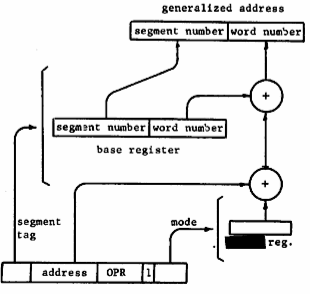 generalized address
segment number word number
segment number word number
base register
segment
tag
mode
reg.
address OPR 1